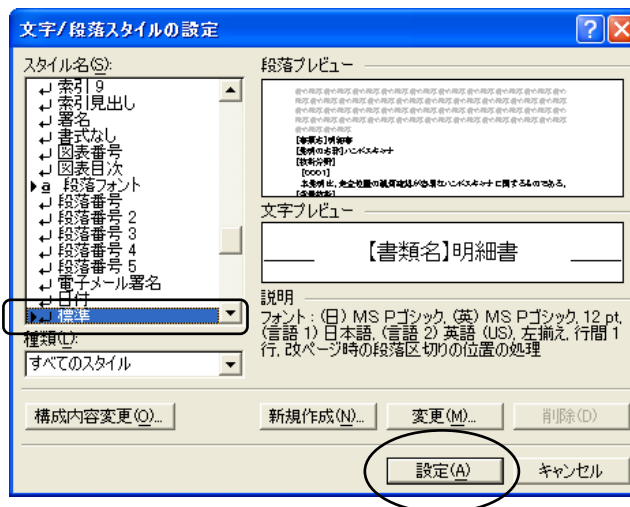 文字/段落スタイルの設定
スタイル名(S):
索引 9
索引見出し
署名
書式なし
図表番号
図表目次
a 段落フォント
段落番号
段落番号 2
段落番号 3
段落番号 4
段落番号 5
電子メール署名
日付
標準
種類(L):
すべてのスタイル
段落プレビュー
【書類名】明細書
【発明の名称】ハンドスキャナ
【技術分野】
【0001】
文字プレビュー
【書類名】明細書
説明
フォント : (日) MS Pゴシック, (英) MS Pゴシック, 12 pt,
(言語 1) 日本語, (言語 2) 英語 (US), 左揃え, 行間 1
行, 改ページ時の段落区切りの位置の処理
構成内容変更(O)...
新規作成(N)...
変更(M)...
削除(D)
設定(A)
キャンセル